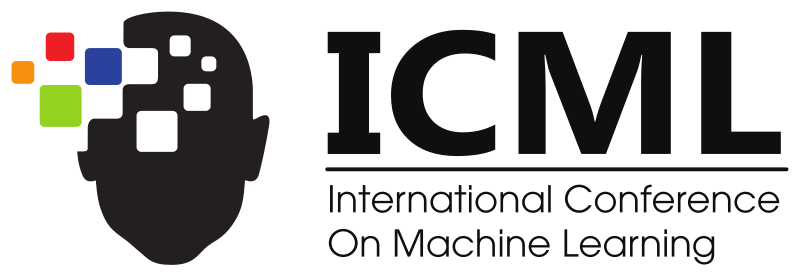 ICML
International Conference
On Machine Learning